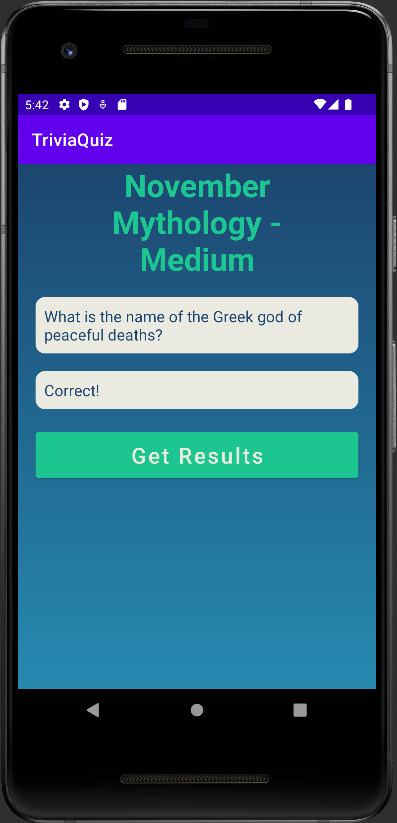 5:42
TriviaQuiz
November
Mythology -
Medium
What is the name of the Greek god of
peaceful deaths?
Correct!
Get Results